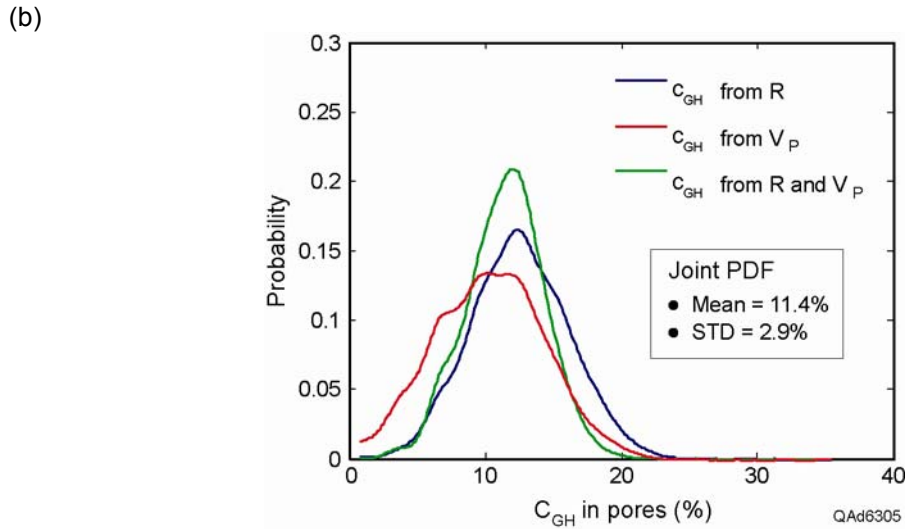 (b)
0.3
0.25
0.2
0.15
0.1
0.05
0
Probability
c_GH from R
c_GH from V_P
c_GH from R and V_P
Joint PDF
● Mean = 11.4%
● STD = 2.9%
0 10 20 30 40
C_GH in pores (%)
QAd6305